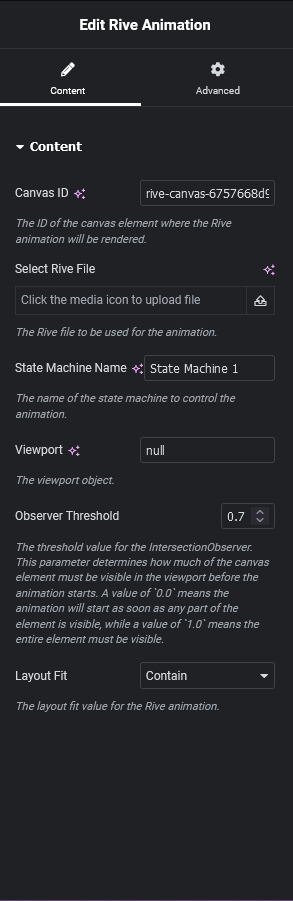 Edit Rive Animation
Content
Advanced
Content
Canvas ID
rive-canvas-6757668d9
The ID of the canvas element where the Rive
animation will be rendered.
Select Rive File
Click the media icon to upload file
The Rive file to be used for the animation.
State Machine Name
State Machine 1
The name of the state machine to control the
animation.
Viewport
null
The viewport object.
Observer Threshold
0.7
The threshold value for the IntersectionObserver.
This parameter determines how much of the canvas
element must be visible in the viewport before the
animation starts. A value of `0.0` means the
animation will start as soon as any part of the
element is visible, while a value of `1.0` means the
entire element must be visible.
Layout Fit
Contain
The layout fit value for the Rive animation.